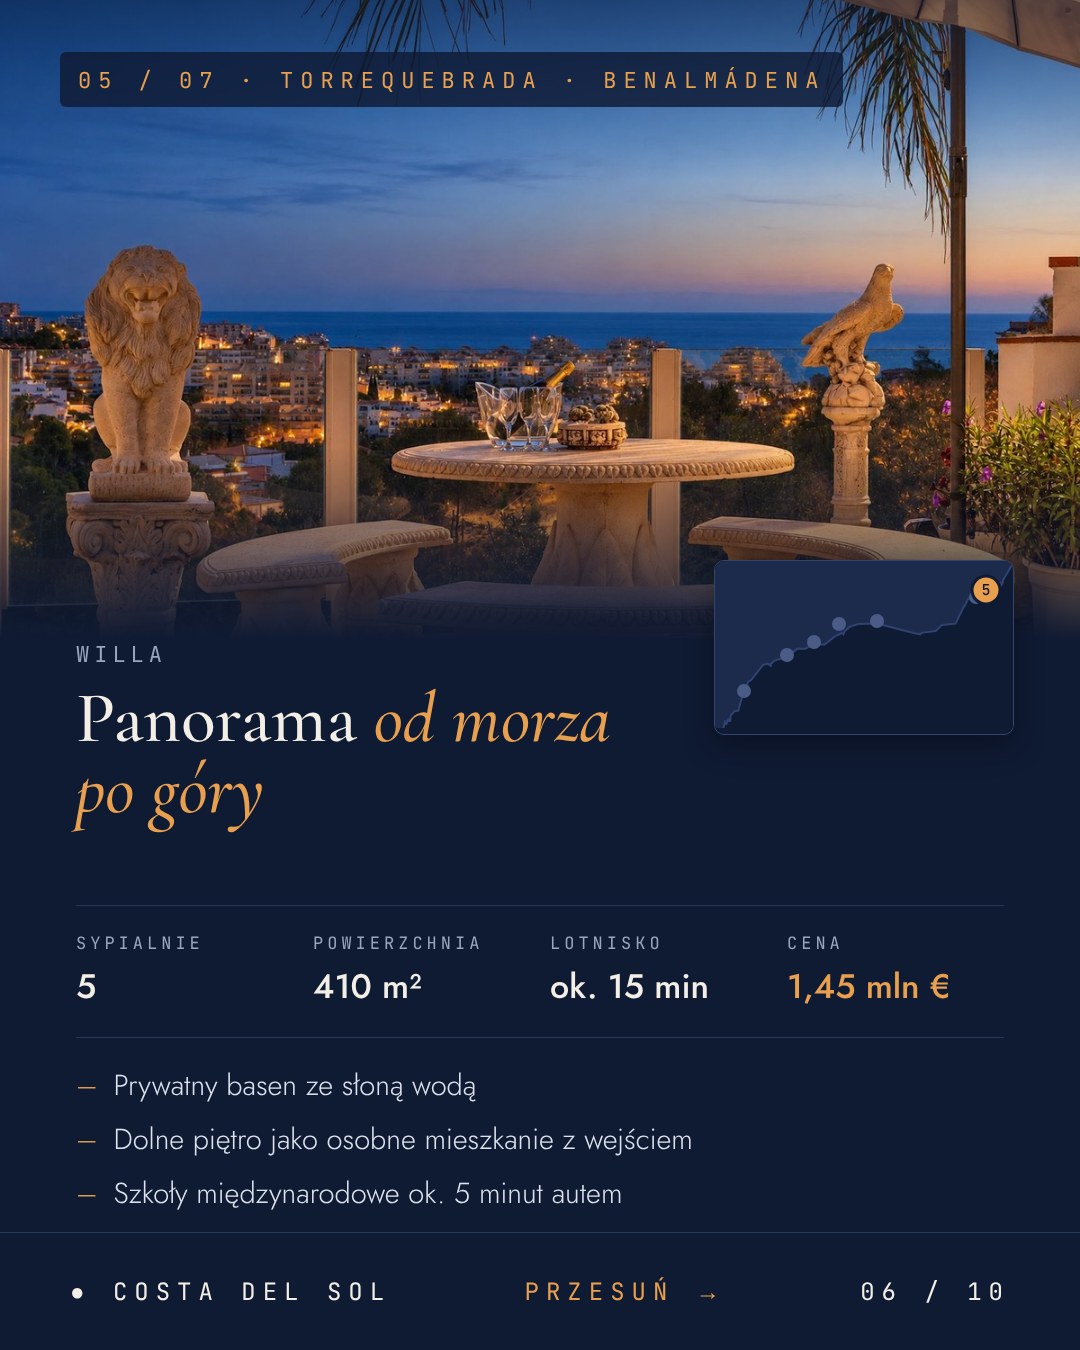 05 / 07 · TORREQUEBRADA · BENALMÁDENA
5
WILLA
Panorama od morza
po góry
SYPIALNIE POWIERZCHNIA LOTNISKO CENA
5 410 m² ok. 15 min 1,45 mln €
— Prywatny basen ze słoną wodą
— Dolne piętro jako osobne mieszkanie z wejściem
— Szkoły międzynarodowe ok. 5 minut autem
• COSTA DEL SOL PRZESUŃ → 06 / 10